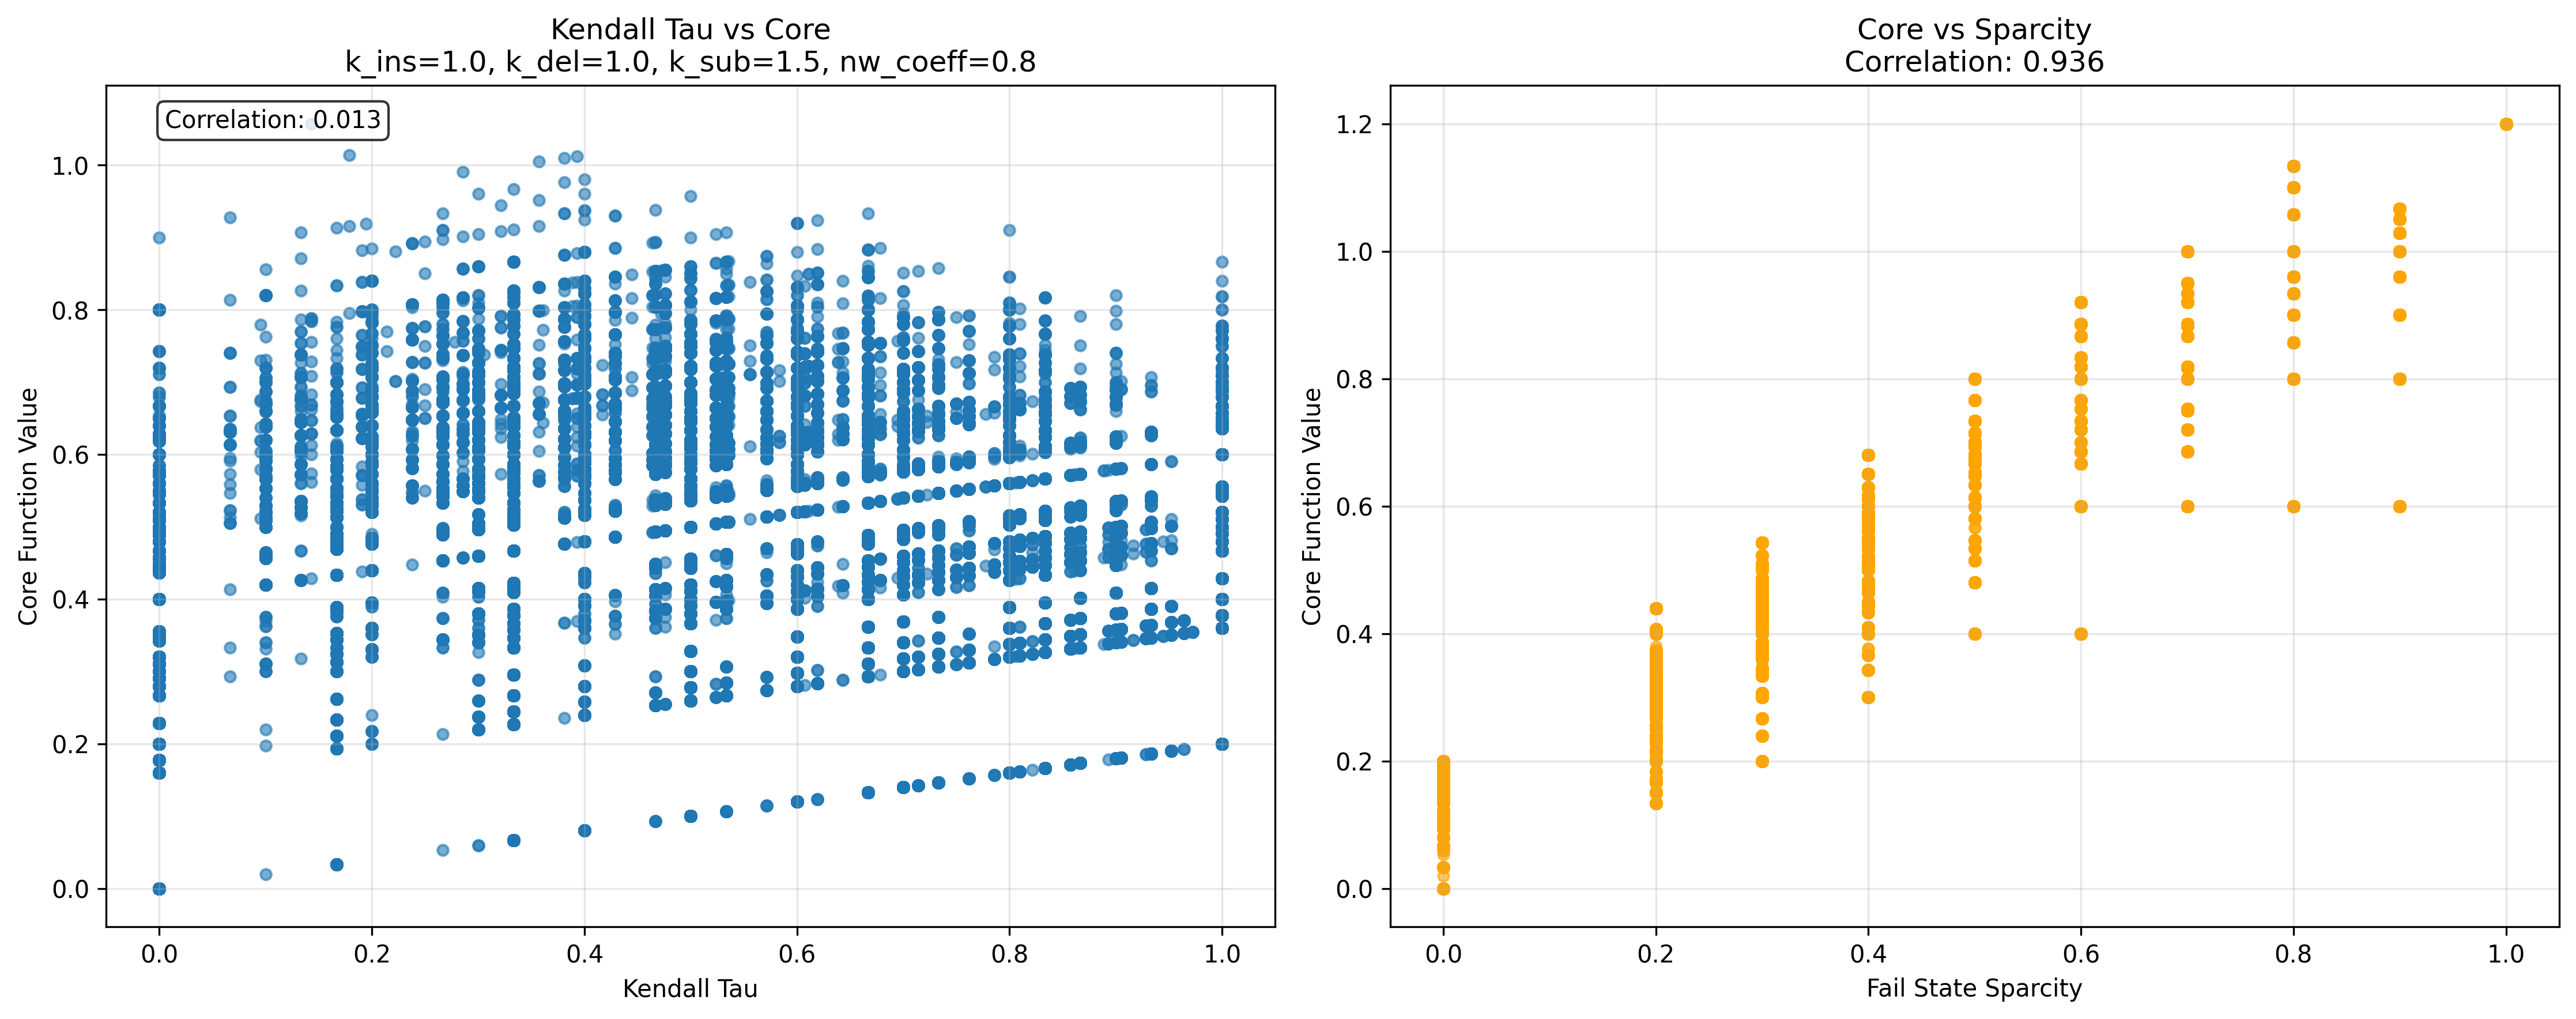 Kendall Tau vs Core
k_ins=1.0, k_del=1.0, k_sub=1.5, nw_coeff=0.8
Correlation: 0.013
1.0
0.8
0.6
0.4
0.2
0.0
Core Function Value
0.0 0.2 0.4 0.6 0.8 1.0
Kendall Tau
Core vs Sparcity
Correlation: 0.936
1.2
1.0
0.8
0.6
0.4
0.2
0.0
Core Function Value
0.0 0.2 0.4 0.6 0.8 1.0
Fail State Sparcity